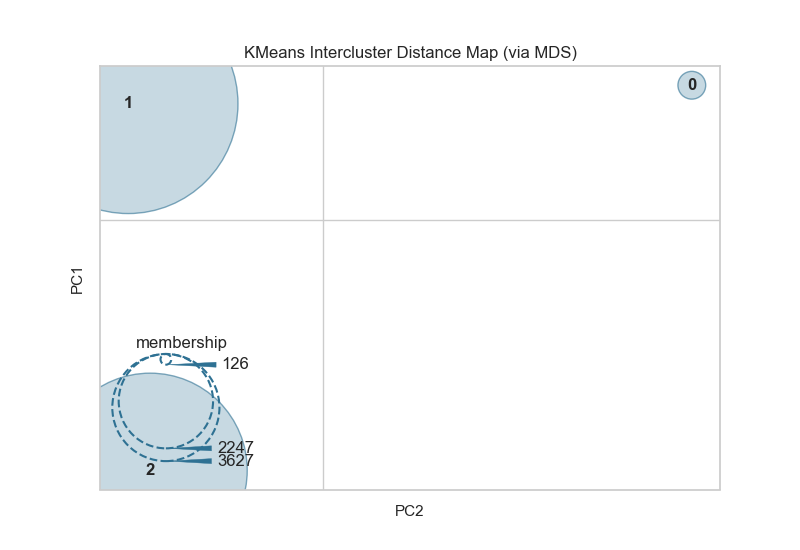 KMeans Intercluster Distance Map (via MDS)
1
0
PC1
membership
126
2247
3627
2
PC2